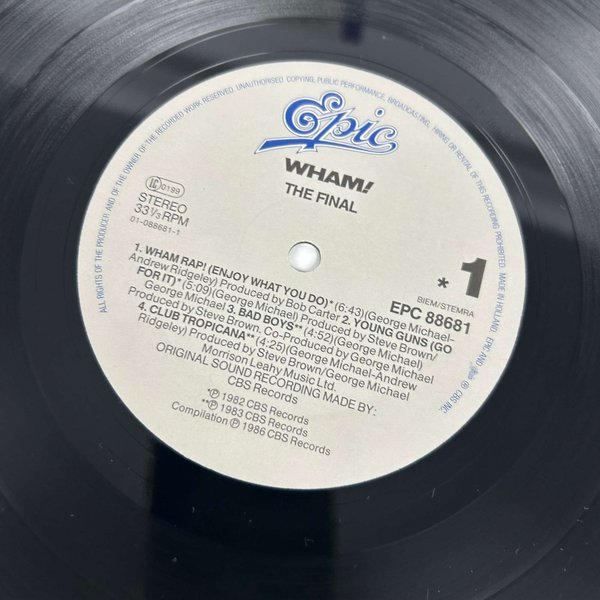 ALL RIGHTS OF THE PRODUCER AND OF THE OWNER OF THE RECORDED WORK RESERVED. UNAUTHORISED COPYING, PUBLIC PERFORMANCE, BROADCASTING, HIRING OR RENTAL OF THIS RECORDING PROHIBITED. MADE IN HOLLAND. EPIC AND
CBS INC.
Epic
WHAM!
THE FINAL
LC 0199
STEREO
33⅓ RPM
01-088681-1
* 1
BIEM/STEMRA
EPC 88681
1. WHAM RAP! (ENJOY WHAT YOU DO)* (6:43)(George Michael-
Andrew Ridgeley) Produced by Bob Carter 2. YOUNG GUNS (GO
FOR IT)* (5:09)(George Michael) Produced by Steve Brown/
George Michael 3. BAD BOYS** (4:52)(George Michael)
Produced by Steve Brown. Co-Produced by George Michael
4. CLUB TROPICANA** (4:25)(George Michael-Andrew
Ridgeley) Produced by Steve Brown/George Michael
Morrison Leahy Music Ltd.
ORIGINAL SOUND RECORDING MADE BY:
CBS Records
*℗ 1982 CBS Records
**℗ 1983 CBS Records
Compilation ℗ 1986 CBS Records